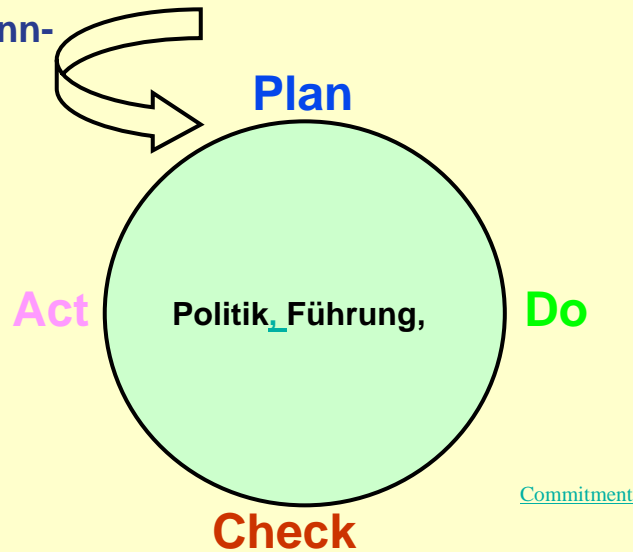 nn-
Plan
Act
Politik, Führung,
Do
Commitment
Check